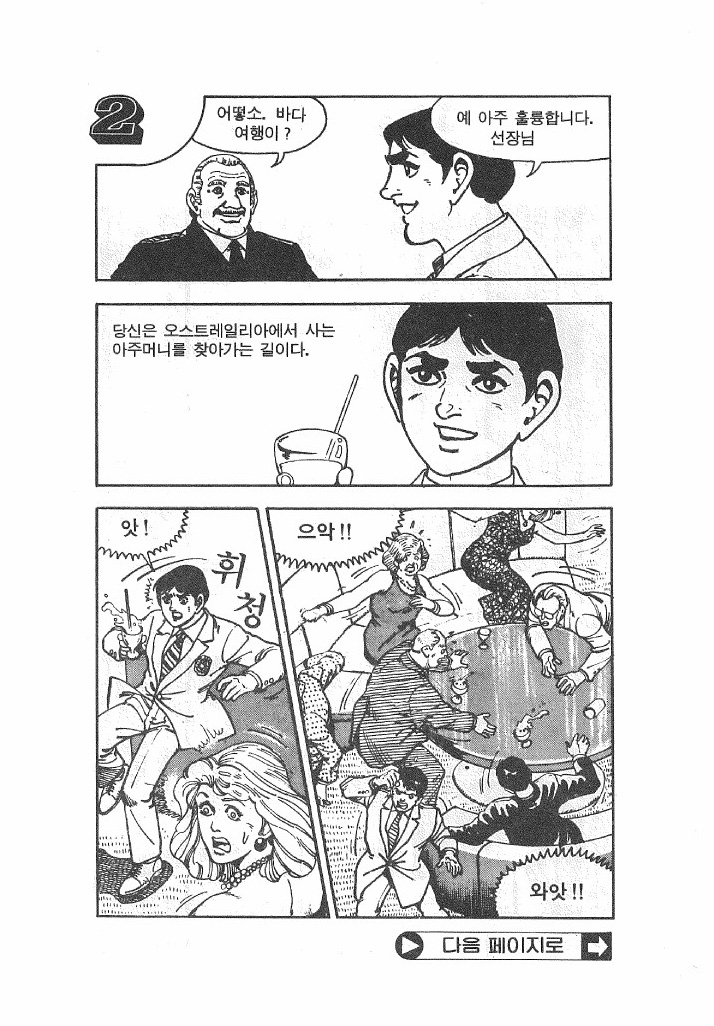 2
어떻소. 바다
여행이?
예 아주 훌륭합니다.
선장님
당신은 오스트레일리아에서 사는
아주머니를 찾아가는 길이다.
앗!
휘청
으악!!
와앗!!
다음 페이지로